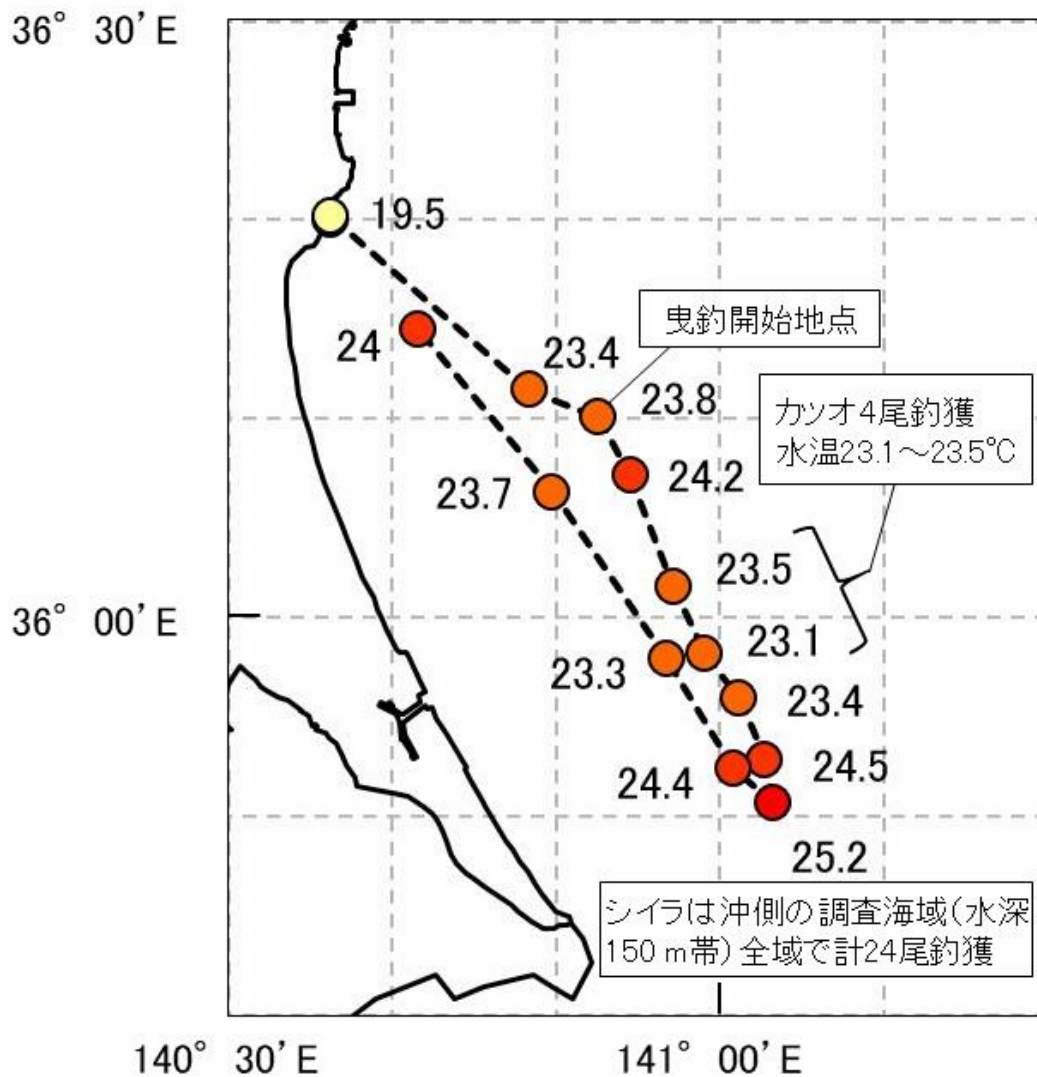 36° 30'E
19.5
曳釣開始地点
24
23.4
23.8
カツオ4尾釣獲
水温23.1～23.5℃
24.2
23.7
23.5
36° 00'E
23.1
23.3
23.4
24.5
24.4
25.2
シイラは沖側の調査海域(水深
150 m帯)全域で計24尾釣獲
140° 30'E
141° 00'E